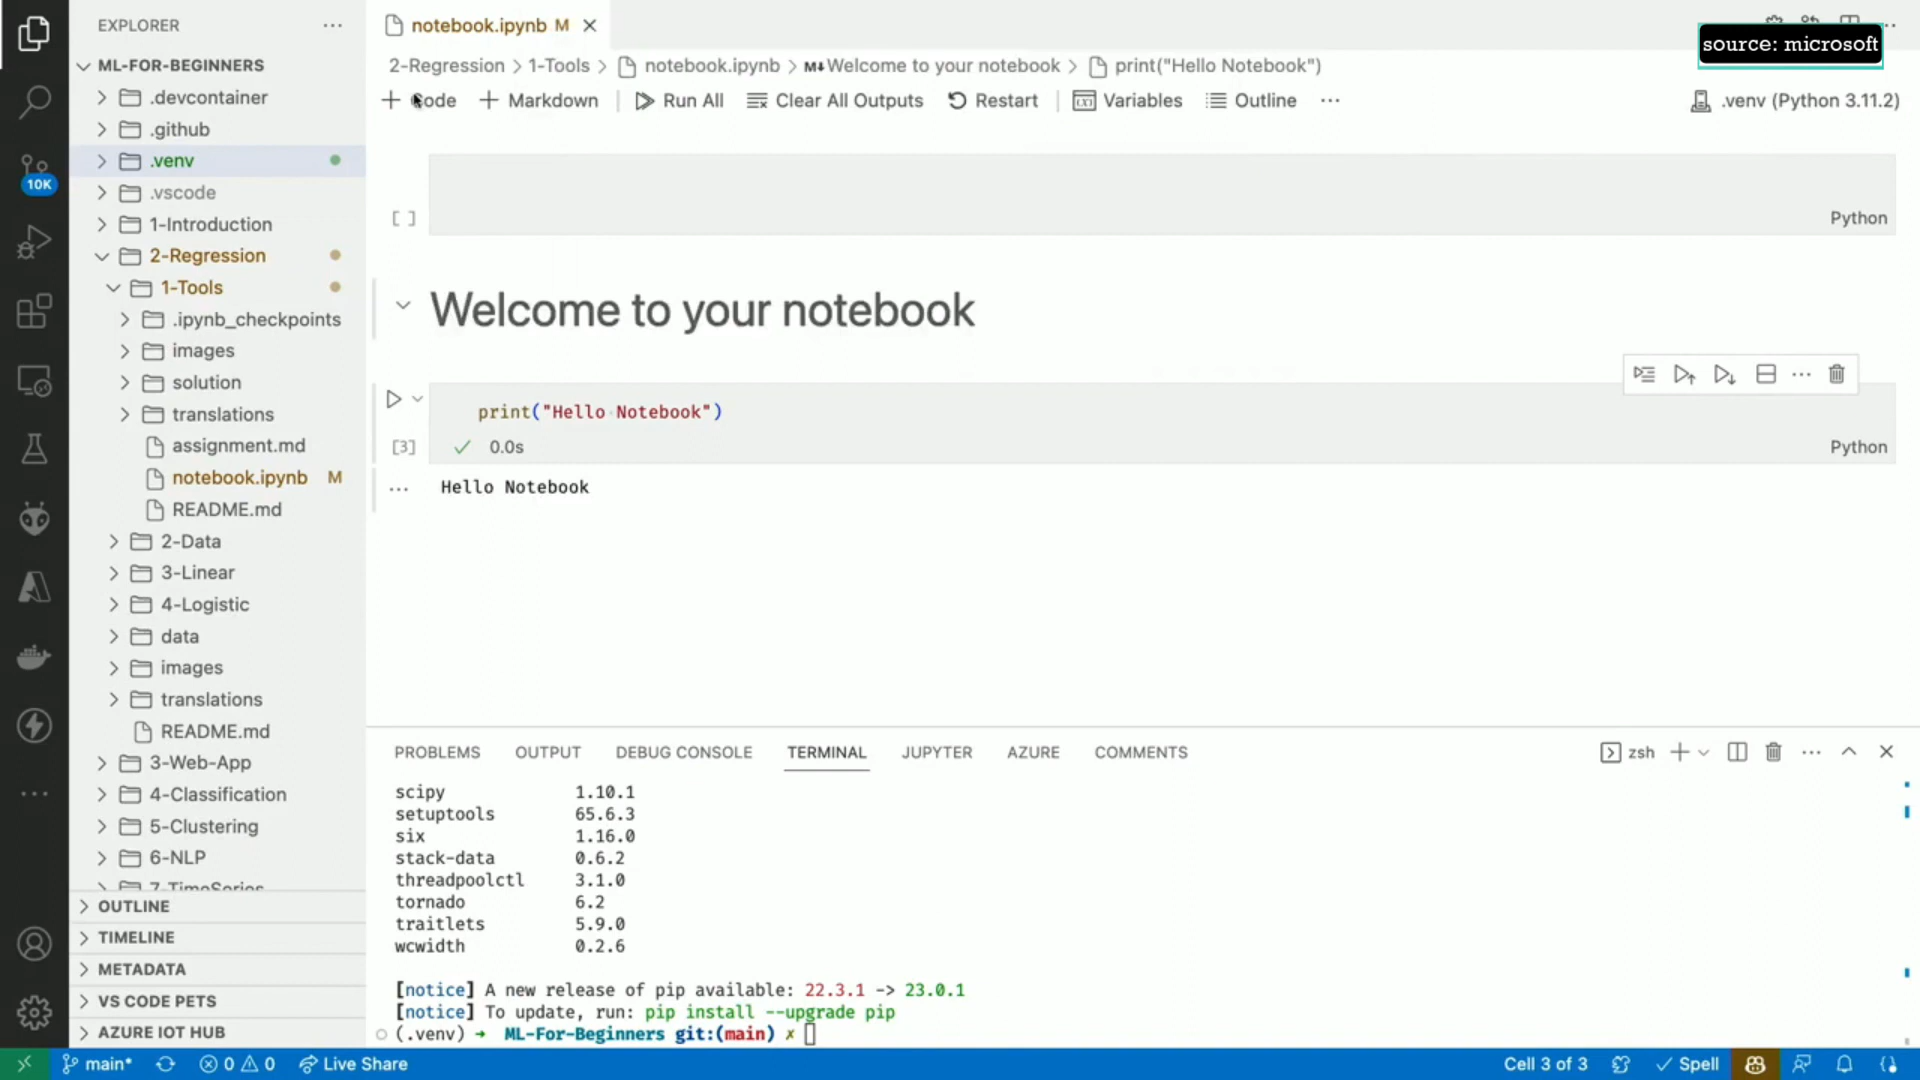 EXPLORER
notebook.ipynb M
source: microsoft
ML-FOR-BEGINNERS
2-Regression > 1-Tools > notebook.ipynb > M↓ Welcome to your notebook > print("Hello Notebook")
.devcontainer
+ Code + Markdown Run All Clear All Outputs Restart Variables Outline ···
.venv (Python 3.11.2)
.github
.venv
.vscode
1-Introduction
2-Regression
1-Tools
.ipynb_checkpoints
images
solution
translations
assignment.md
notebook.ipynb M
README.md
2-Data
3-Linear
4-Logistic
data
images
translations
README.md
3-Web-App
4-Classification
5-Clustering
6-NLP
7-TimeSeries
OUTLINE
TIMELINE
METADATA
VS CODE PETS
AZURE IOT HUB
10K
[ ]
Python
Welcome to your notebook
print("Hello Notebook")
[3] 0.0s
Python
Hello Notebook
PROBLEMS OUTPUT DEBUG CONSOLE TERMINAL JUPYTER AZURE COMMENTS
zsh
scipy 1.10.1
setuptools 65.6.3
six 1.16.0
stack-data 0.6.2
threadpoolctl 3.1.0
tornado 6.2
traitlets 5.9.0
wcwidth 0.2.6
[notice] A new release of pip available: 22.3.1 -> 23.0.1
[notice] To update, run: pip install --upgrade pip
(.venv) → ML-For-Beginners git:(main) ✗
main* 0 0 Live Share
Cell 3 of 3 Spell